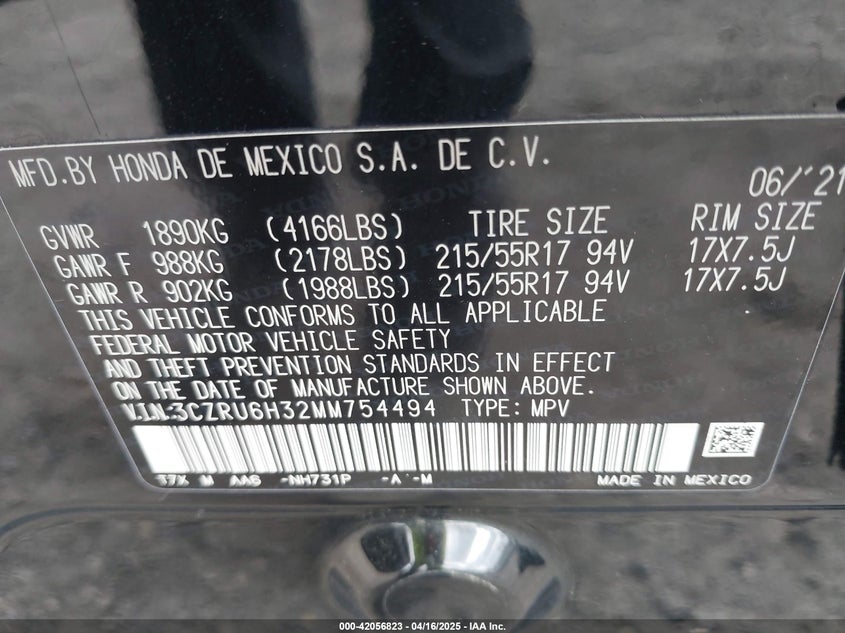 MFD.BY HONDA DE MEXICO S.A. DE C.V.
06/'21
GVWR 1890KG (4166LBS) TIRE SIZE RIM SIZE
GAWR F 988KG (2178LBS) 215/55R17 94V 17X7.5J
GAWR R 902KG (1988LBS) 215/55R17 94V 17X7.5J
THIS VEHICLE CONFORMS TO ALL APPLICABLE
FEDERAL MOTOR VEHICLE SAFETY
AND THEFT PREVENTION STANDARDS IN EFFECT
ON THE DATE OF MANUFACTURE SHOWN ABOVE.
V.I.N:3CZRU6H32MM754494 TYPE: MPV
37X M AA6 -NH731P -A -M MADE IN MEXICO
000-42056823 - 04/16/2025 - IAA Inc.